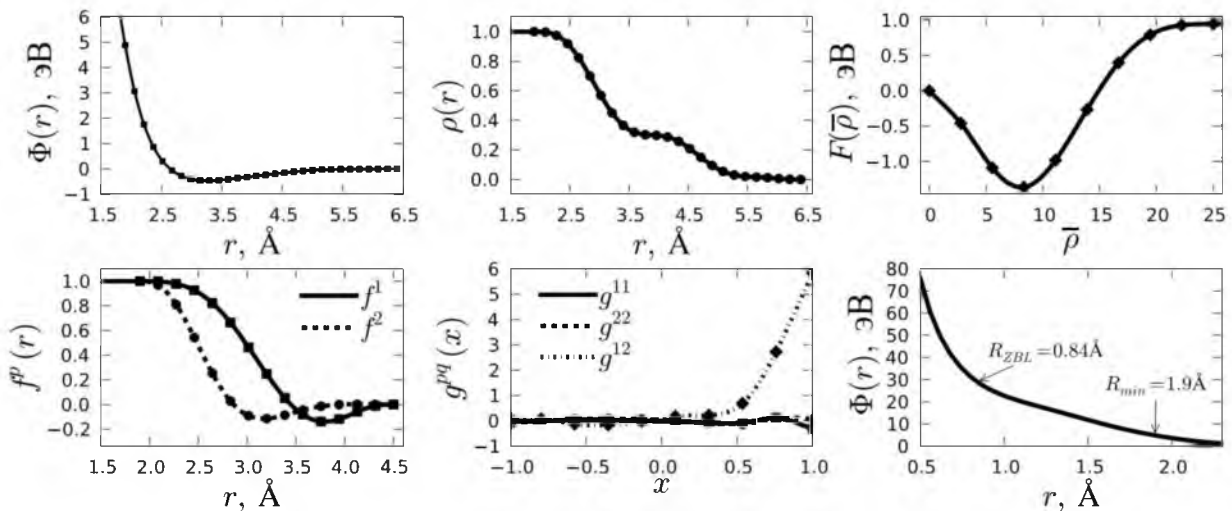 Φ(r), эВ
6
5
4
3
2
1
0
−1
1.5 2.5 3.5 4.5 5.5 6.5
r, Å
ρ(r)
1.0
0.8
0.6
0.4
0.2
0.0
1.5 2.5 3.5 4.5 5.5 6.5
r, Å
F(ρ̅), эВ
1.0
0.5
0.0
−0.5
−1.0
0 5 10 15 20 25
ρ̅
f^p(r)
1.0
0.8
0.6
0.4
0.2
0.0
−0.2
f^1
f^2
1.5 2.0 2.5 3.0 3.5 4.0 4.5
r, Å
g^{pq}(x)
6
5
4
3
2
1
0
−1
g^{11}
g^{22}
g^{12}
−1.0 −0.5 0.0 0.5 1.0
x
Φ(r), эВ
80
70
60
50
40
30
20
10
0
R_{ZBL}=0.84Å
R_{min}=1.9Å
0.5 1.0 1.5 2.0
r, Å